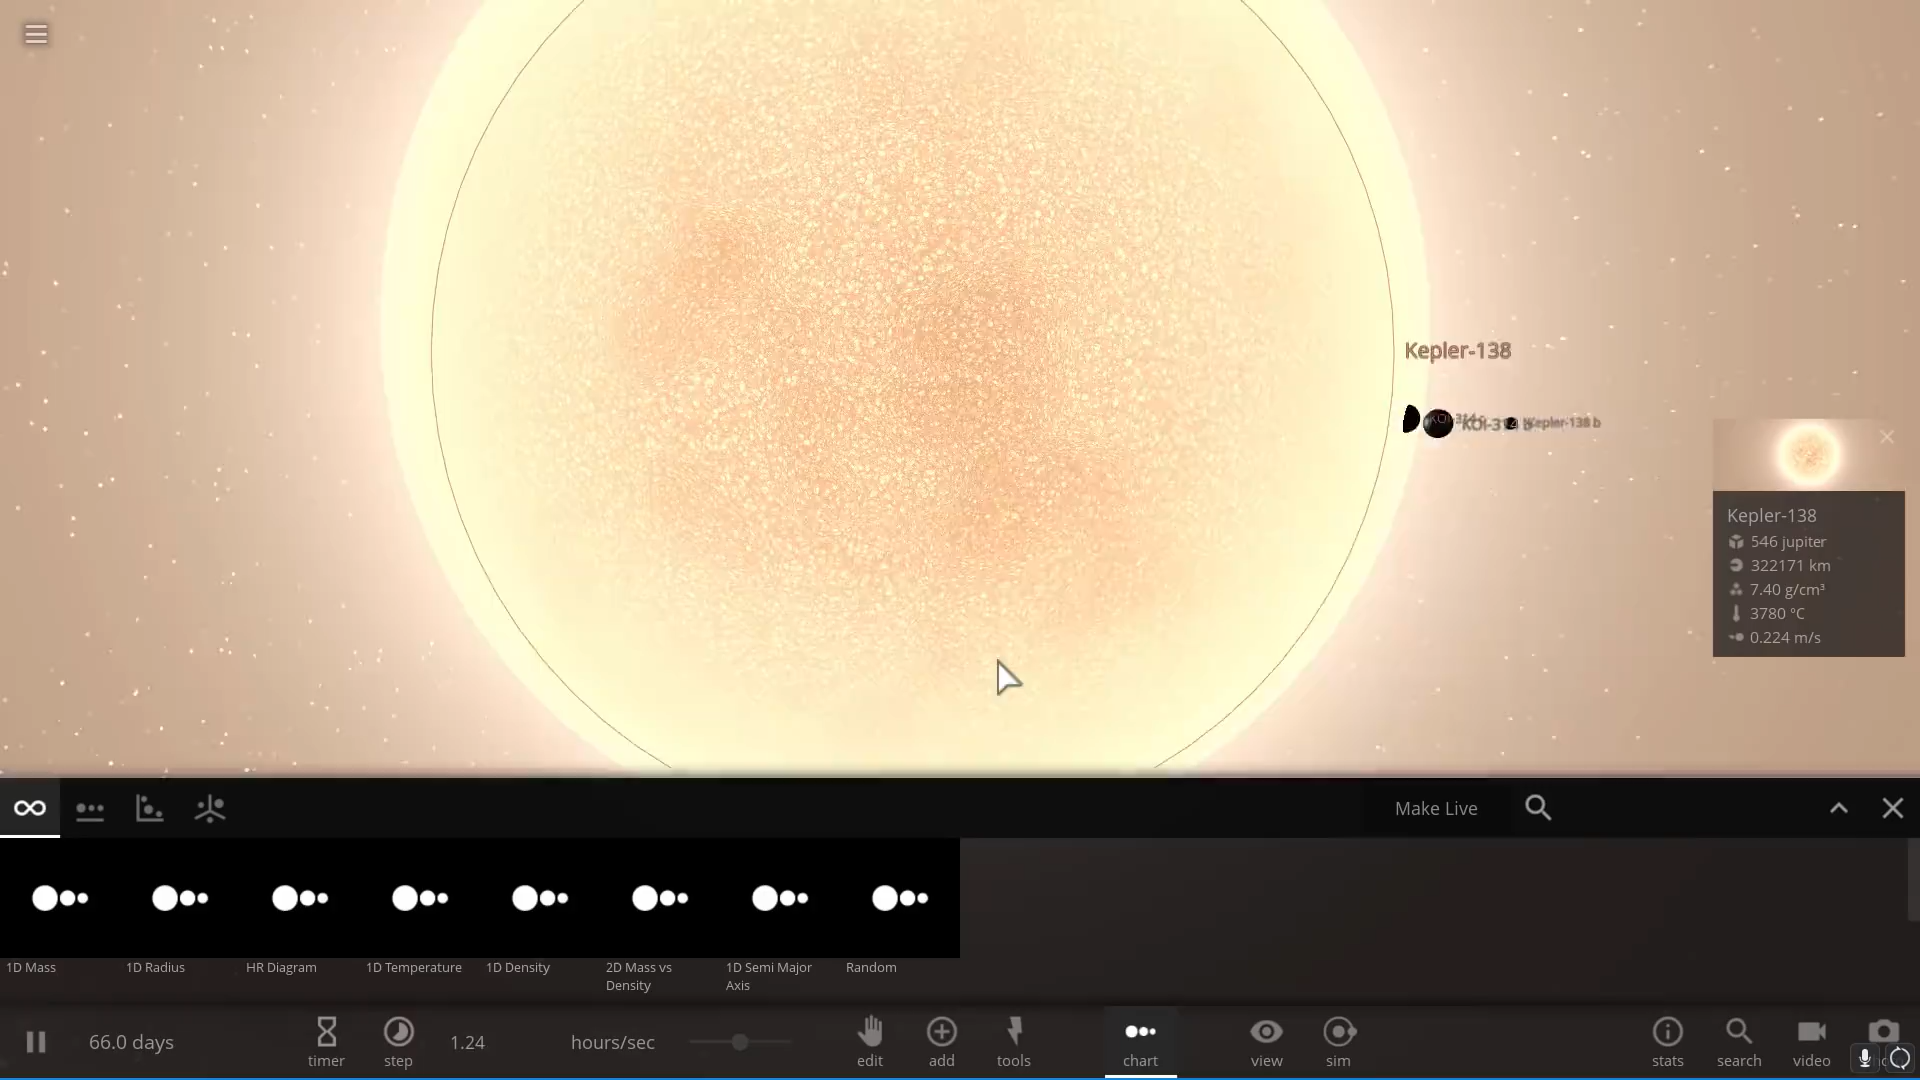 Kepler-138
Kepler-138 b
Kepler-138
546 jupiter
322171 km
7.40 g/cm³
3780 °C
0.224 m/s
Make Live
1D Mass
1D Radius
HR Diagram
1D Temperature
1D Density
2D Mass vs
Density
1D Semi Major
Axis
Random
66.0 days
timer
step
1.24
hours/sec
edit
add
tools
chart
view
sim
stats
search
video